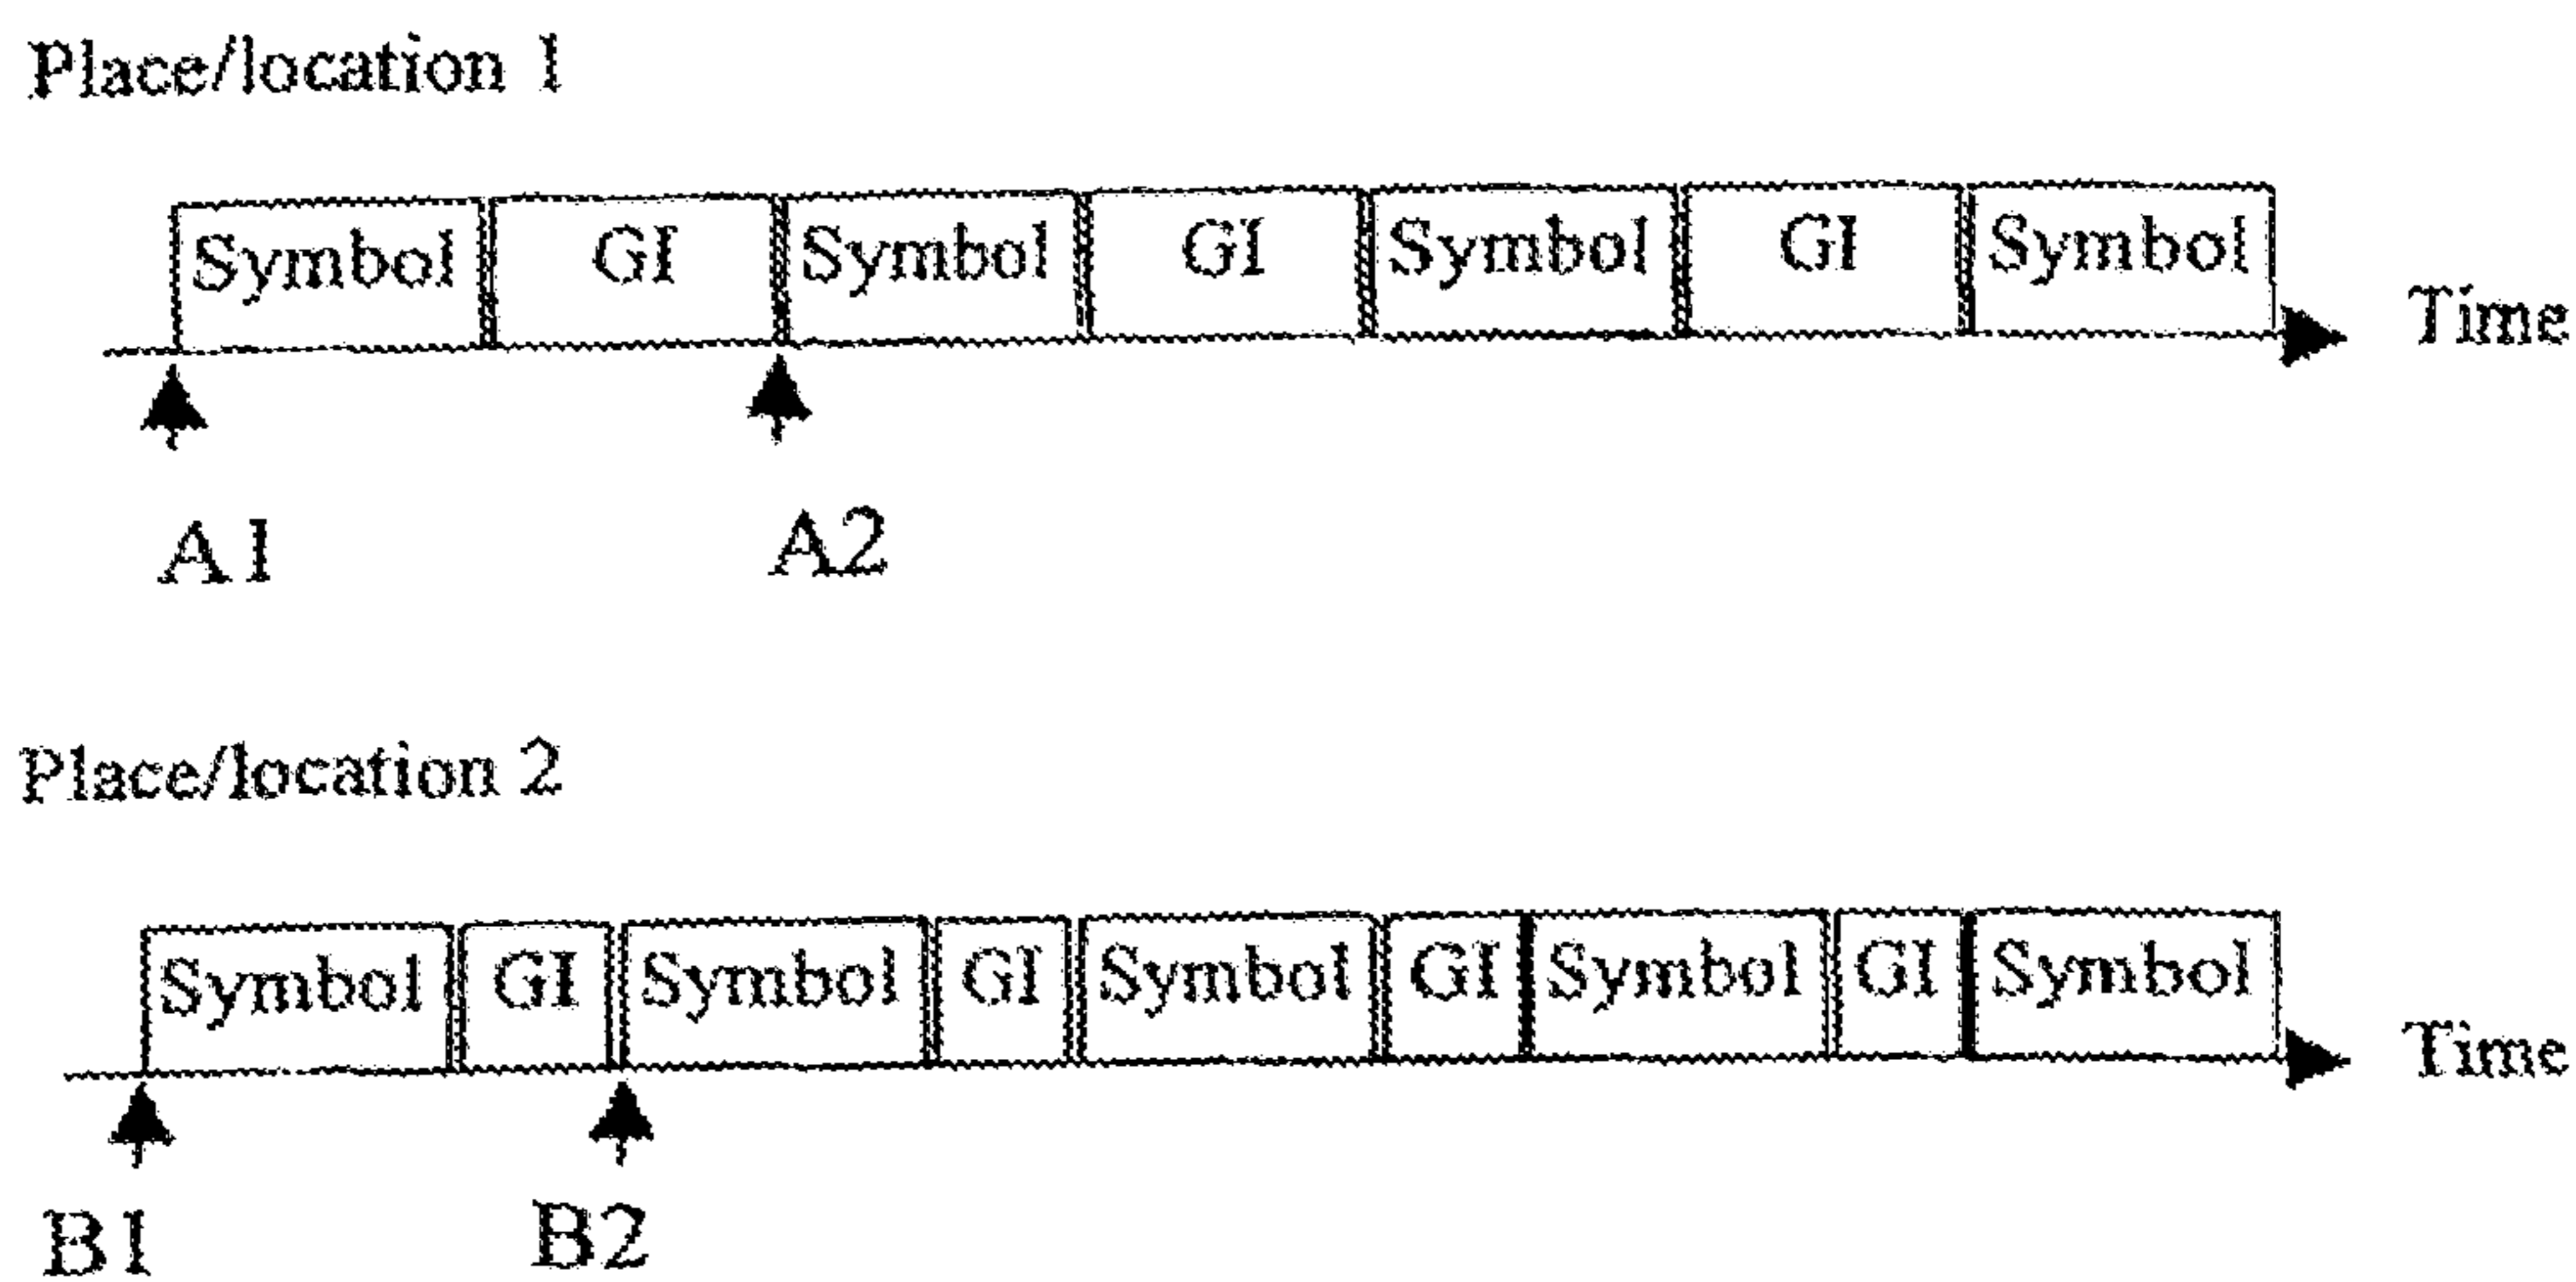 Place/location 1
Symbol GI Symbol GI Symbol GI Symbol
Time
A1 A2
Place/location 2
Symbol GI Symbol GI Symbol GI Symbol GI Symbol
Time
B1 B2